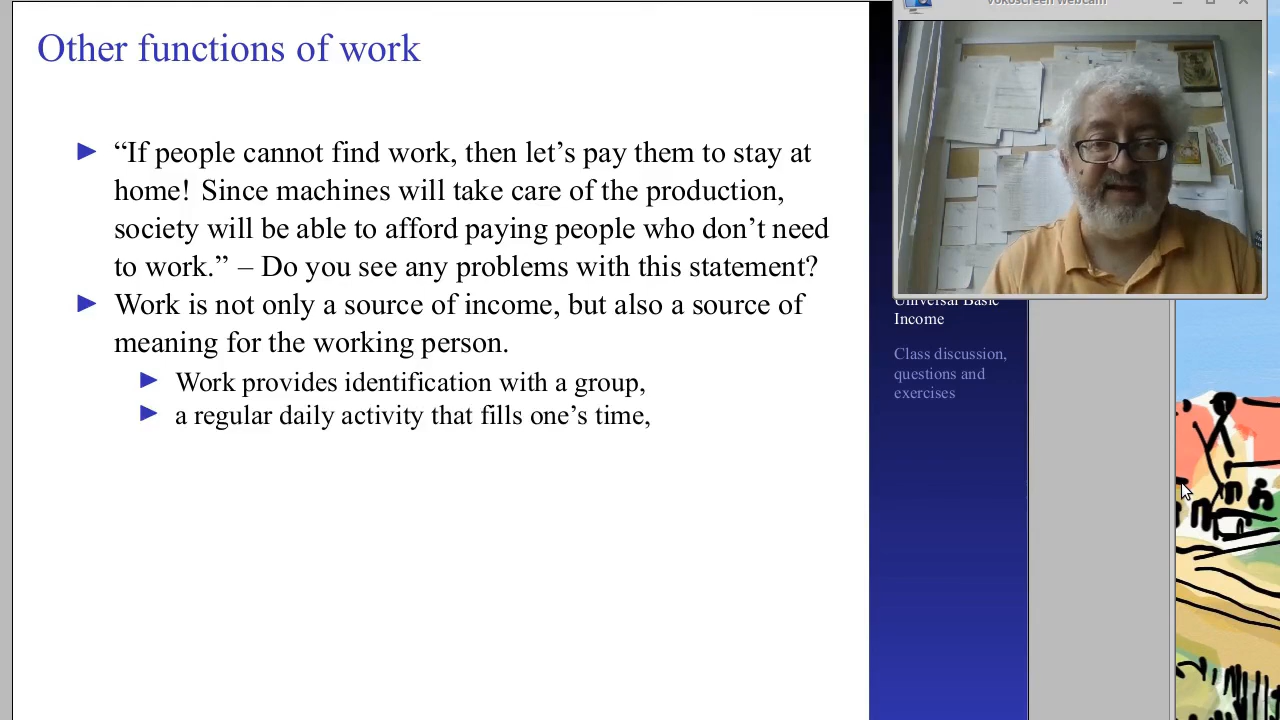 Other functions of work
vokoscreen webcam
► “If people cannot find work, then let’s pay them to stay at
home! Since machines will take care of the production,
society will be able to afford paying people who don’t need
to work.” – Do you see any problems with this statement?
► Work is not only a source of income, but also a source of
meaning for the working person.
► Work provides identification with a group,
► a regular daily activity that fills one’s time,
Universal Basic
Income
Class discussion,
questions and
exercises